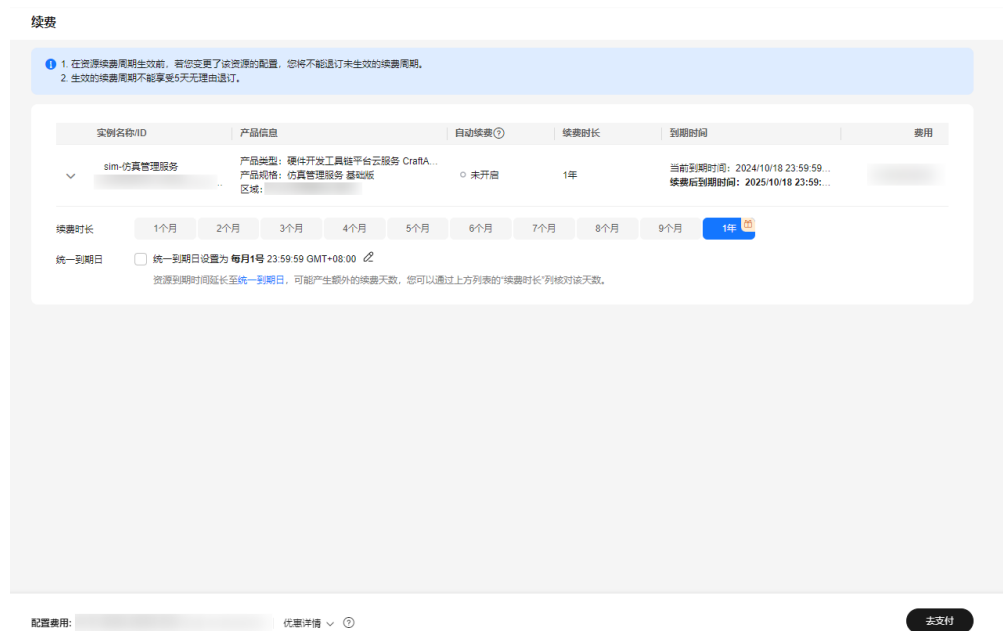 续费
1. 在资源续费周期生效前，若您变更了该资源的配置，您将不能退订未生效的续费周期。
2. 生效的续费周期不能享受5天无理由退订。
实例名称/ID 产品信息 自动续费 续费时长 到期时间 费用
sim-仿真管理服务
产品类型：硬件开发工具链平台云服务 CraftA...
产品规格：仿真管理服务 基础版
区域：
未开启
1年
当前到期时间：2024/10/18 23:59:59...
续费后到期时间：2025/10/18 23:59:...
续费时长 1个月 2个月 3个月 4个月 5个月 6个月 7个月 8个月 9个月 1年
统一到期日 统一到期日设置为 每月1号 23:59:59 GMT+08:00
资源到期时间延长至统一到期日，可能产生额外的续费天数，您可以通过上方列表的“续费时长”列核对该天数。
配置费用: 优惠详情 去支付